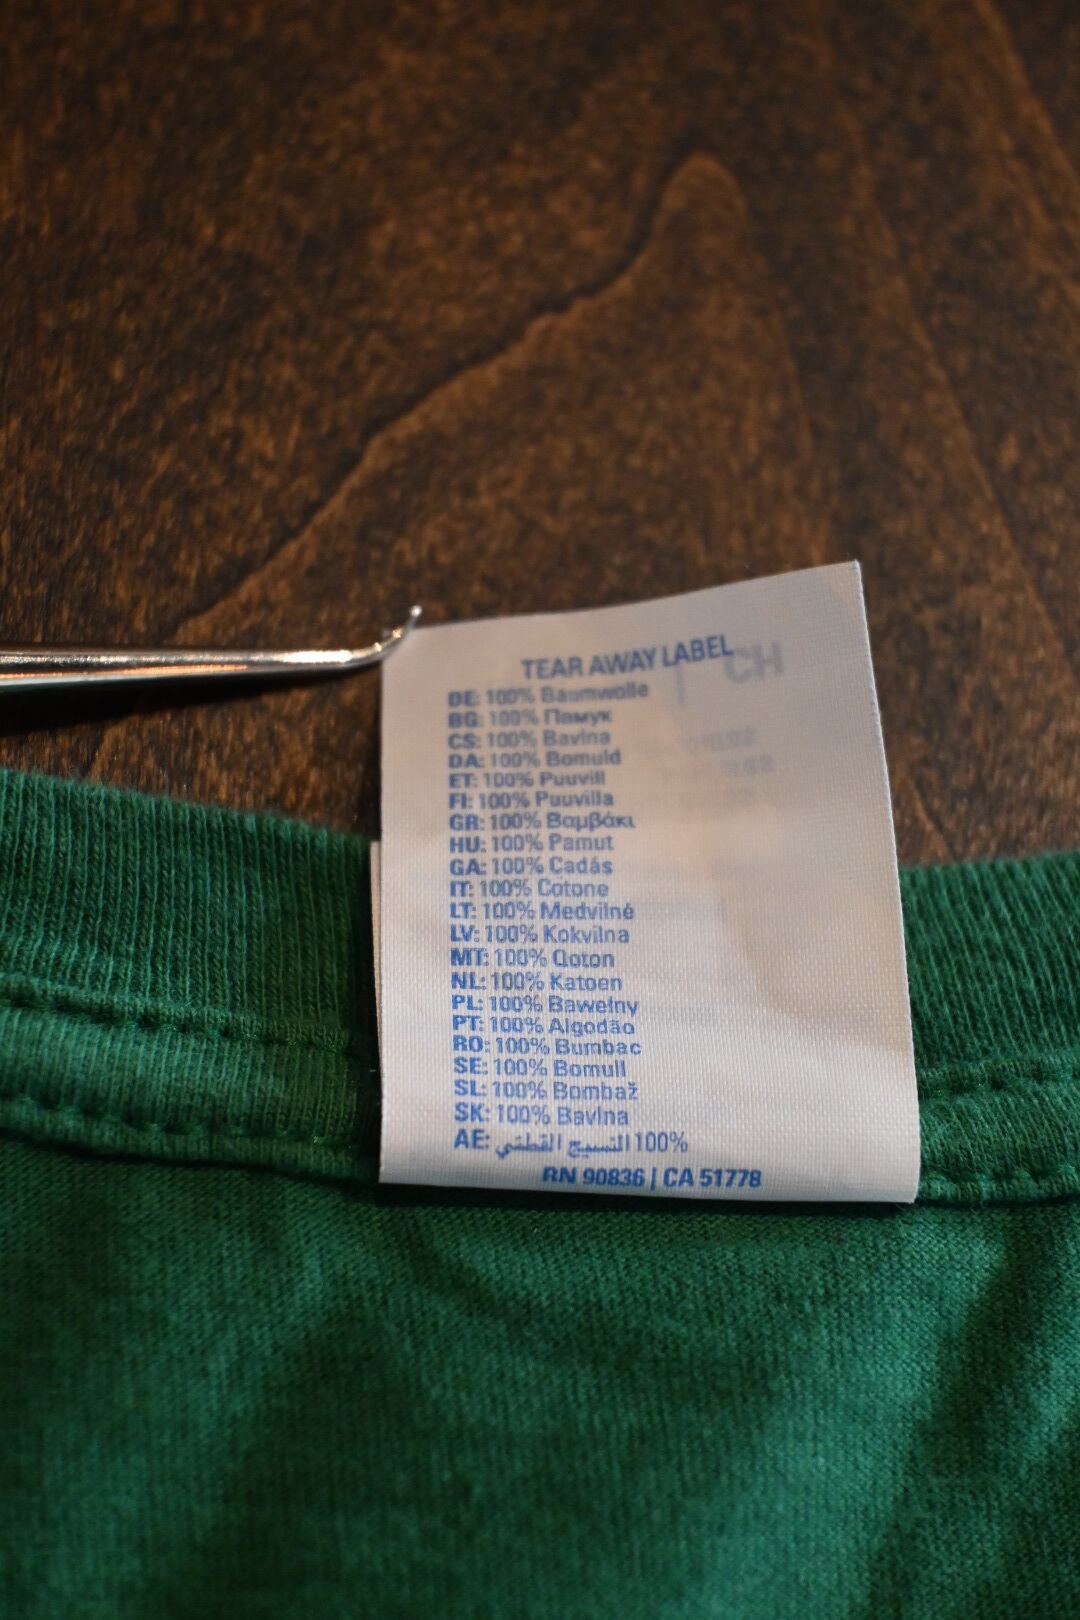 TEAR AWAY LABEL
DE: 100% Baumwolle
BG: 100% Памук
CS: 100% Bavlna
DA: 100% Bomuld
ET: 100% Puuvill
FI: 100% Puuvilla
GR: 100% Βαμβάκι
HU: 100% Pamut
GA: 100% Cadás
IT: 100% Cotone
LT: 100% Medvilnė
LV: 100% Kokvilna
MT: 100% Qoton
NL: 100% Katoen
PL: 100% Bawełny
PT: 100% Algodão
RO: 100% Bumbac
SE: 100% Bomull
SL: 100% Bombaž
SK: 100% Bavlna
AE: النسيج القطني 100%
RN 90836 | CA 51778